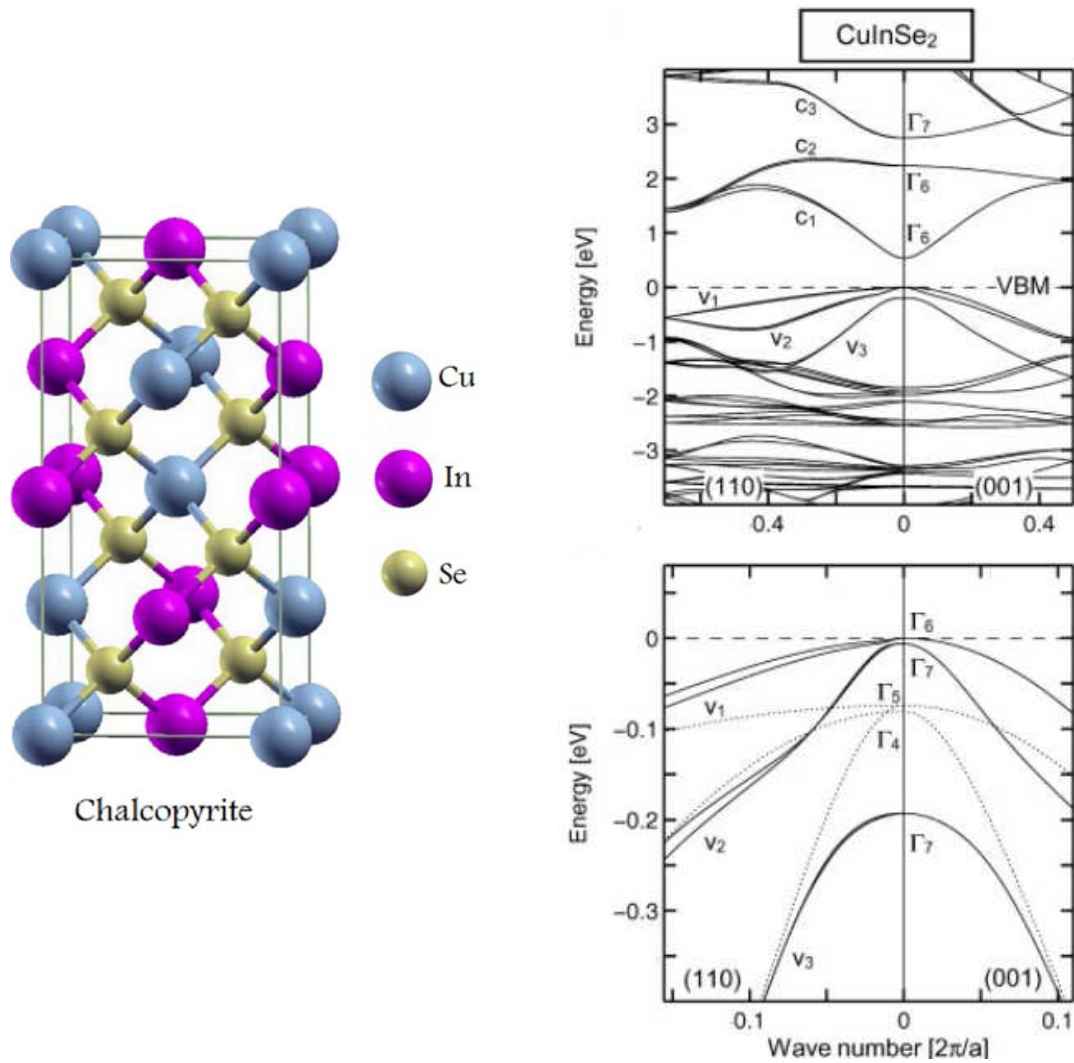 Cu
In
Se
Chalcopyrite
CuInSe₂
Energy [eV]
3
2
1
0
−1
−2
−3
c₃
Γ₇
c₂
Γ₆
c₁
Γ₆
VBM
v₁
v₂
v₃
(110)
(001)
0.4
0
0.4
Energy [eV]
0
−0.1
−0.2
−0.3
Γ₆
Γ₇
v₁
Γ₅
Γ₄
v₂
Γ₇
v₃
(110)
(001)
0.1
0
0.1
Wave number [2π/a]